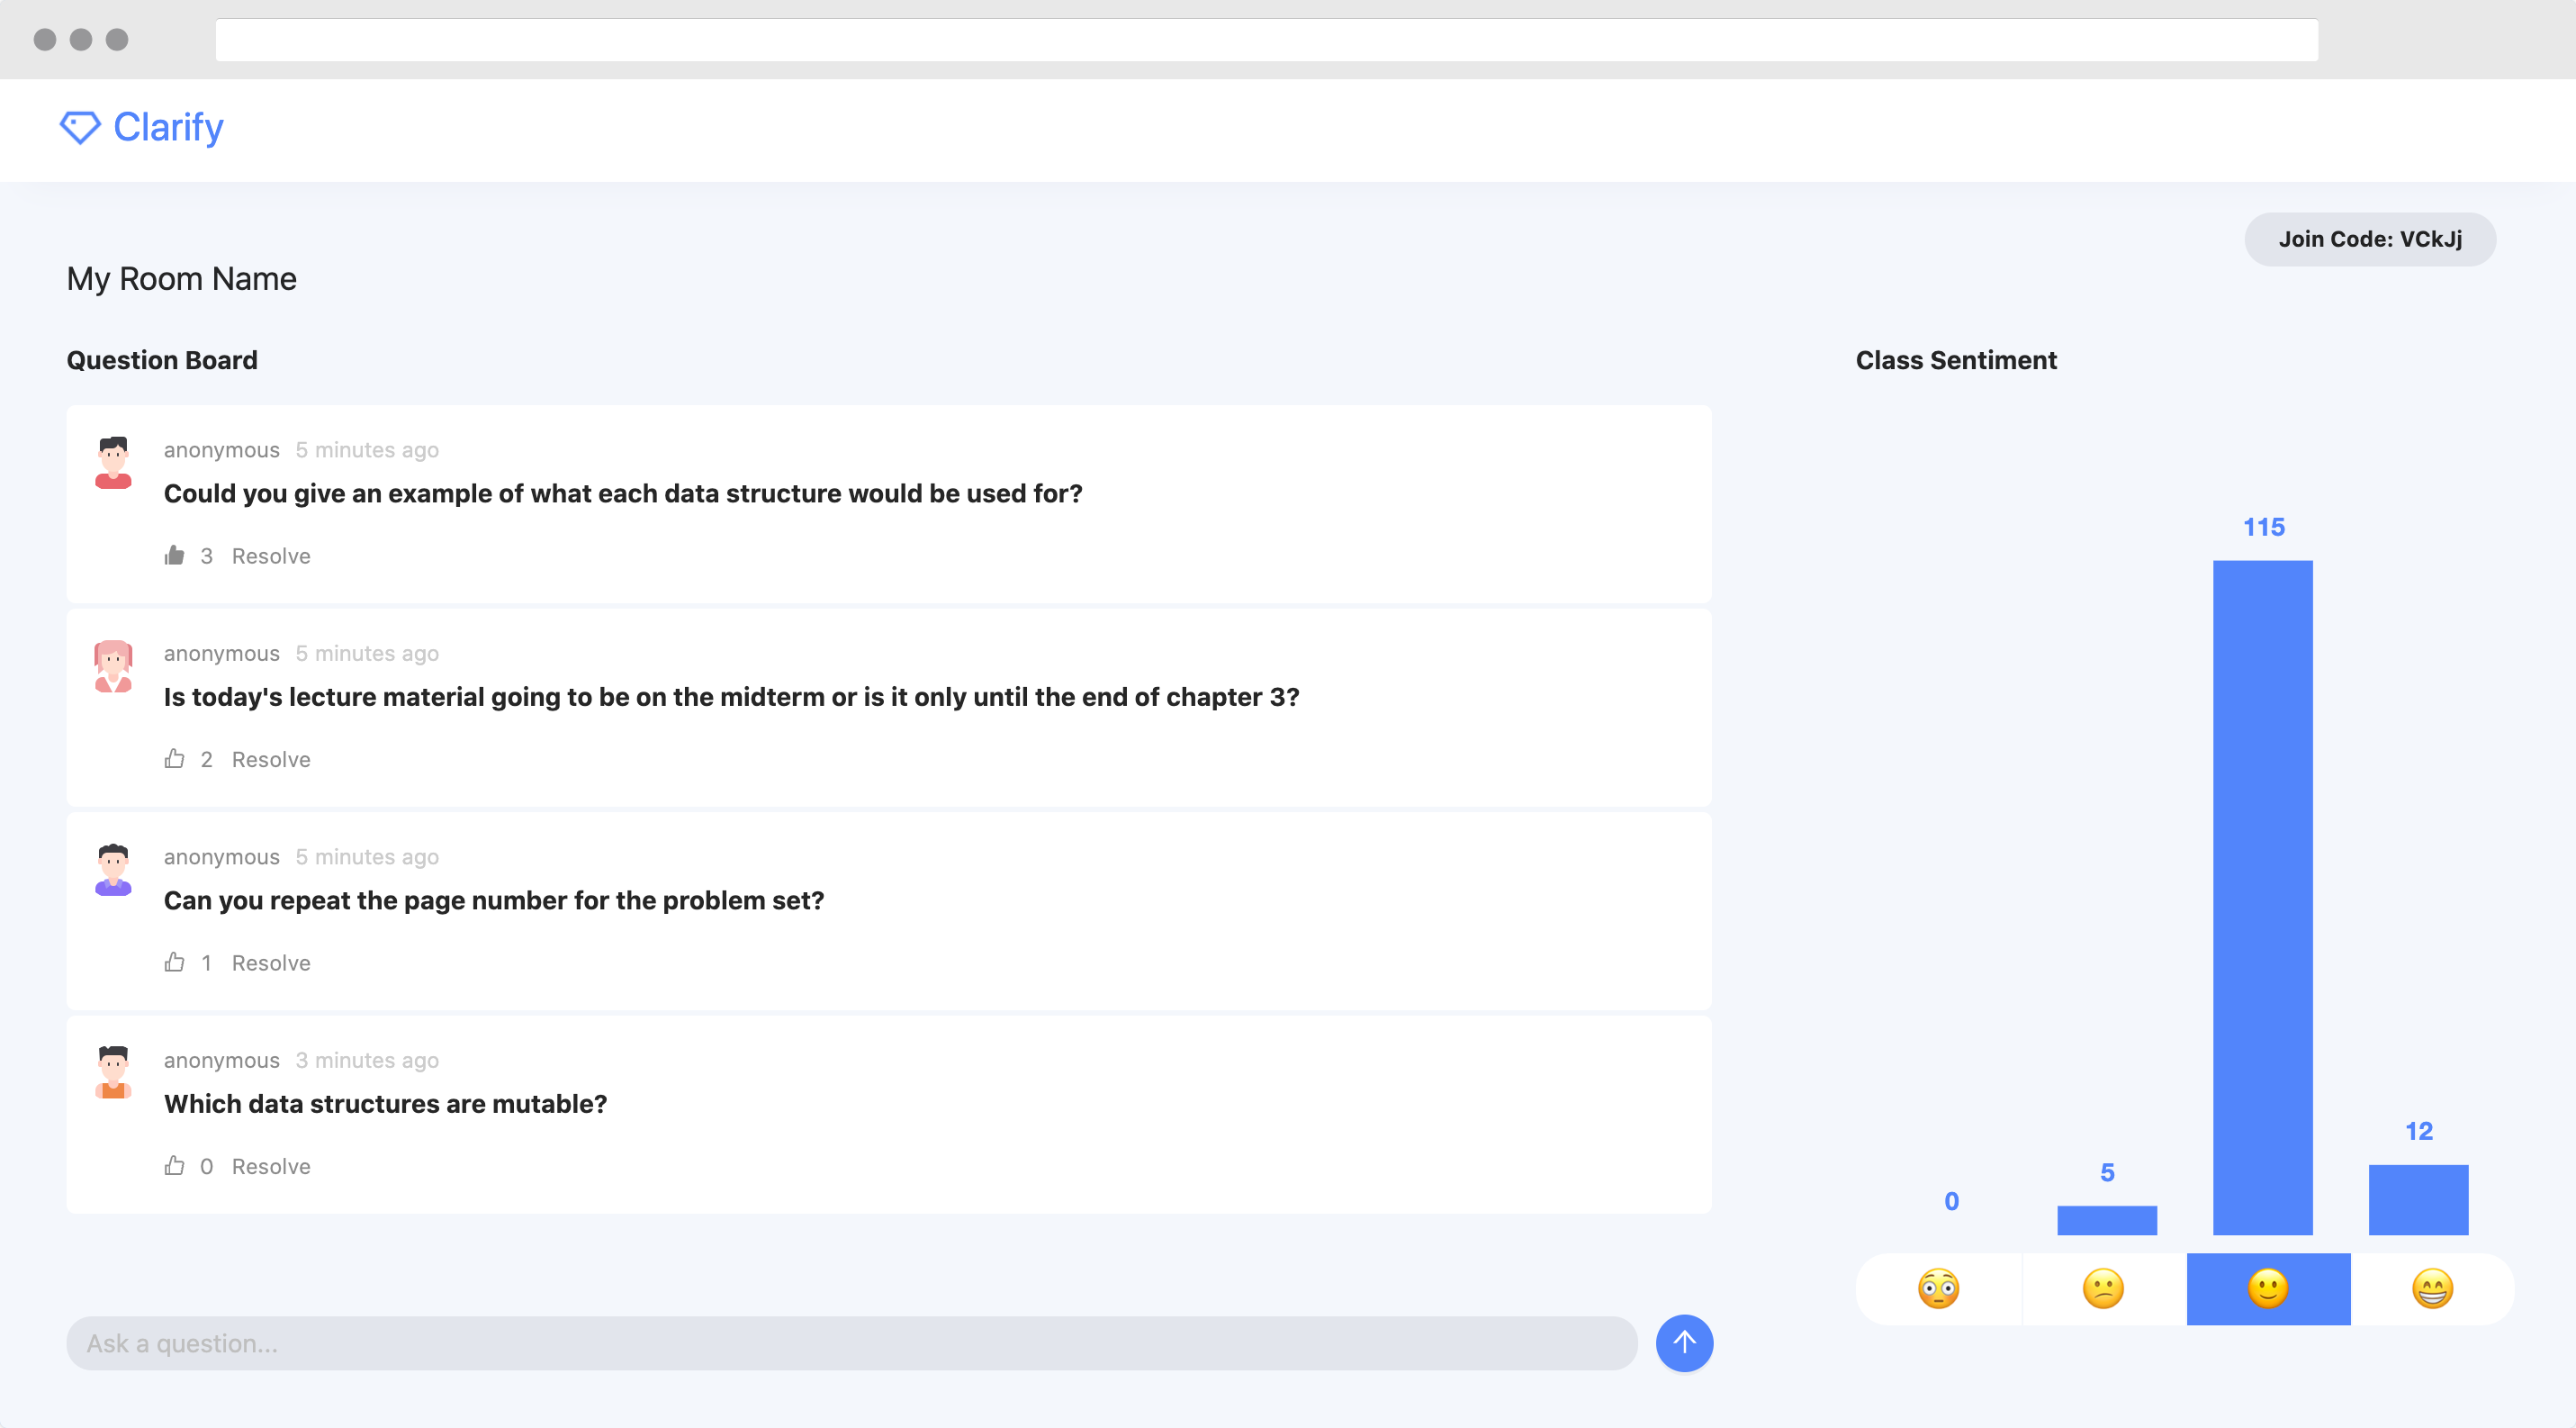 Clarify
Join Code: VCkJj
My Room Name
Question Board
anonymous 5 minutes ago
Could you give an example of what each data structure would be used for?
3 Resolve
anonymous 5 minutes ago
Is today's lecture material going to be on the midterm or is it only until the end of chapter 3?
2 Resolve
anonymous 5 minutes ago
Can you repeat the page number for the problem set?
1 Resolve
anonymous 3 minutes ago
Which data structures are mutable?
0 Resolve
Ask a question...
Class Sentiment
115
12
5
0